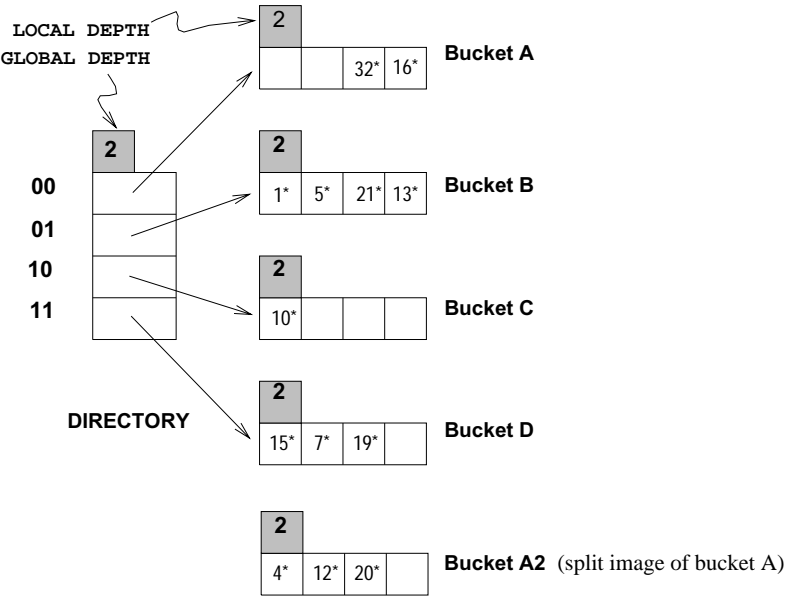 LOCAL DEPTH
GLOBAL DEPTH
2
32* 16*
Bucket A
2
00
01
10
11
DIRECTORY
2
1* 5* 21* 13*
Bucket B
2
10*
Bucket C
2
15* 7* 19*
Bucket D
2
4* 12* 20*
Bucket A2 (split image of bucket A)